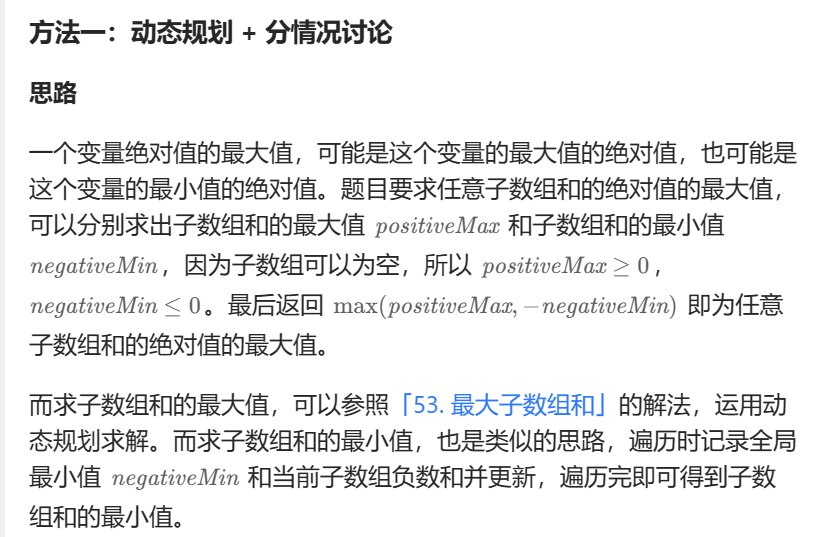 方法一：动态规划 + 分情况讨论
思路
一个变量绝对值的最大值，可能是这个变量的最大值的绝对值，也可能是
这个变量的最小值的绝对值。题目要求任意子数组和的绝对值的最大值，
可以分别求出子数组和的最大值 positiveMax 和子数组和的最小值
negativeMin，因为子数组可以为空，所以 positiveMax ≥ 0，
negativeMin ≤ 0。最后返回 max(positiveMax, −negativeMin) 即为任意
子数组和的绝对值的最大值。
而求子数组和的最大值，可以参照「53. 最大子数组和」的解法，运用动
态规划求解。而求子数组和的最小值，也是类似的思路，遍历时记录全局
最小值 negativeMin 和当前子数组负数和并更新，遍历完即可得到子数
组和的最小值。